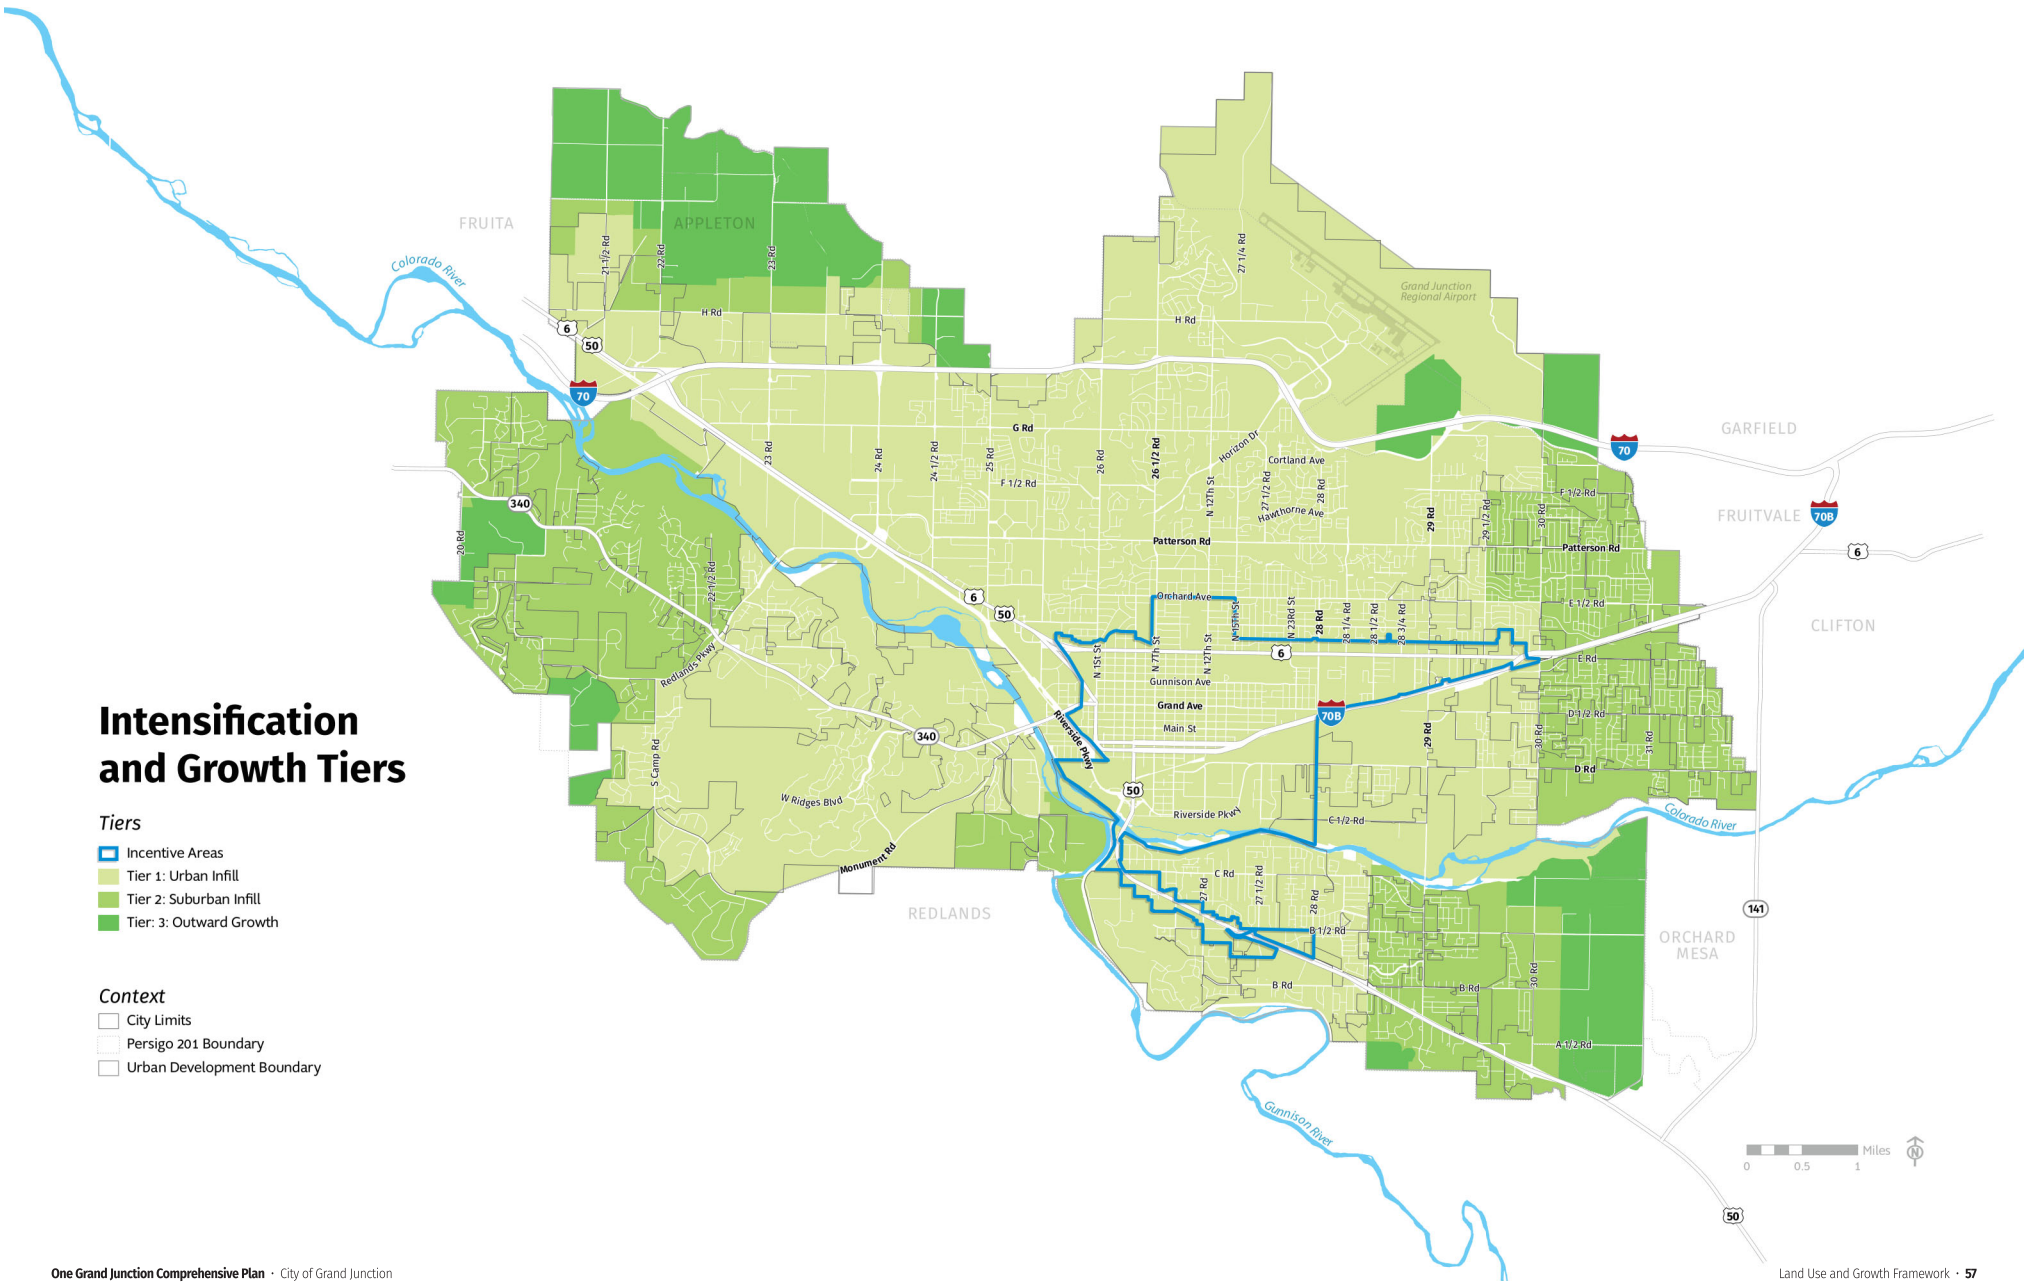 FRUITA
APPLETON
Colorado River
21 1/2 Rd
22 Rd
23 Rd
27 1/4 Rd
Grand Junction
Regional Airport
H Rd
H Rd
6
50
70
G Rd
GARFIELD
70
23 Rd
24 Rd
24 1/2 Rd
25 Rd
26 Rd
26 1/2 Rd
Horizon Dr
Cortland Ave
F 1/2 Rd
N 12Th St
27 1/2 Rd
28 Rd
Hawthorne Ave
29 Rd
29 1/2 Rd
30 Rd
F 1/2 Rd
FRUITVALE
70B
340
20 Rd
22 1/2 Rd
Patterson Rd
Patterson Rd
6
6
50
Orchard Ave
N 15Th St
N 23Rd St
28 Rd
28 1/4 Rd
28 1/2 Rd
28 3/4 Rd
E 1/2 Rd
CLIFTON
Redlands Pkwy
N 1St St
N 7Th St
N 12Th St
6
E Rd
Gunnison Ave
Grand Ave
Main St
70B
D 1/2 Rd
Riverside Pkwy
340
29 Rd
30 Rd
31 Rd
D Rd
S Camp Rd
W Ridges Blvd
50
Riverside Pkwy
C 1/2 Rd
Colorado River
Monument Rd
C Rd
27 Rd
27 1/2 Rd
28 Rd
REDLANDS
B 1/2 Rd
141
ORCHARD
MESA
30 Rd
B Rd
B Rd
A 1/2 Rd
Gunnison River
50
Intensification
and Growth Tiers
Tiers
Incentive Areas
Tier 1: Urban Infill
Tier 2: Suburban Infill
Tier: 3: Outward Growth
Context
City Limits
Persigo 201 Boundary
Urban Development Boundary
Miles
0 0.5 1
N
One Grand Junction Comprehensive Plan · City of Grand Junction
Land Use and Growth Framework · 57